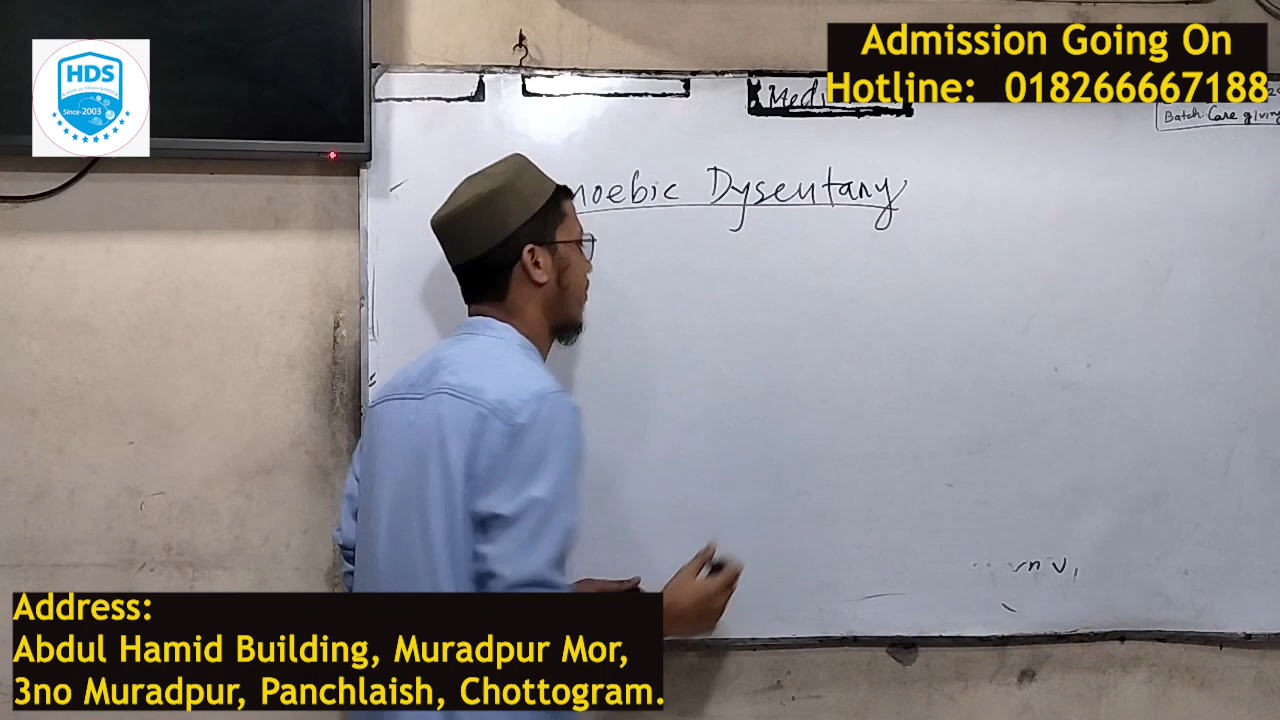 HDS
Since-2003
Admission Going On
Hotline: 018266667188
Batch Care giving
moebic Dysentary
Address:
Abdul Hamid Building, Muradpur Mor,
3no Muradpur, Panchlaish, Chottogram.